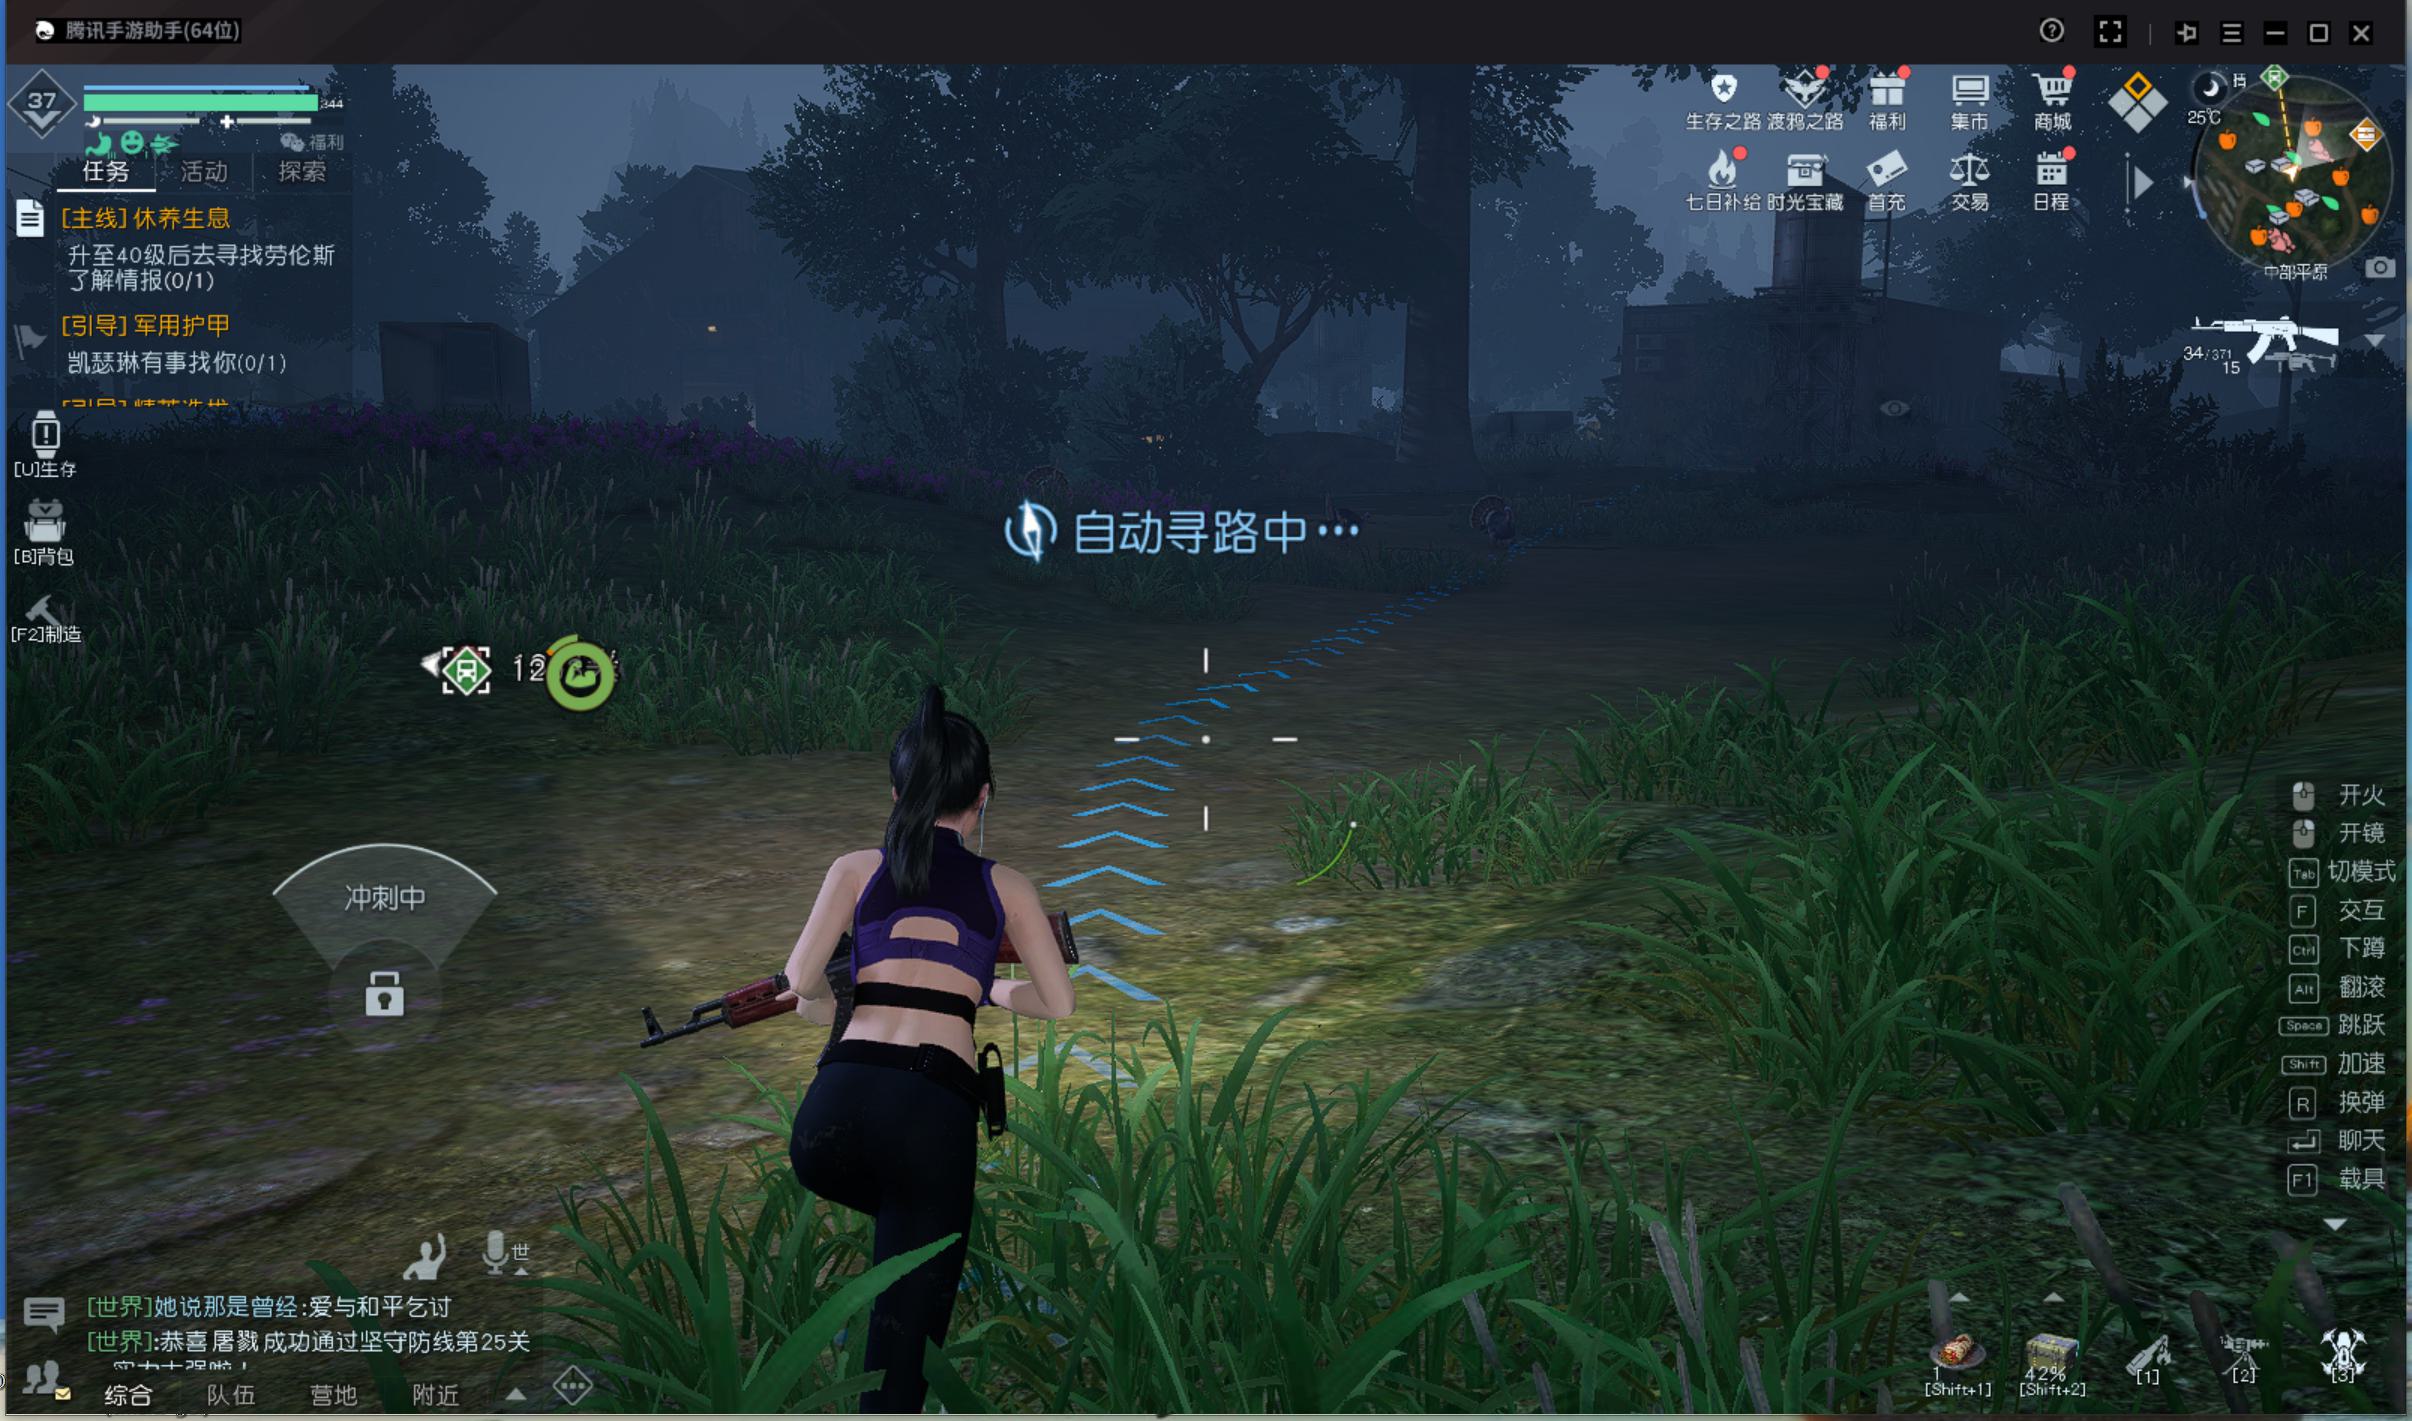 腾讯手游助手(64位)
37
344
福利
任务 活动 探索
[主线] 休养生息
升至40级后去寻找劳伦斯
了解情报(0/1)
[引导] 军用护甲
凯瑟琳有事找你(0/1)
[U]生存
[B]背包
[F2]制造
生存之路 渡鸦之路 福利 集市 商城
七日补给 时光宝藏 首充 交易 日程
25℃
中部平原
34/371
15
自动寻路中…
12
冲刺中
开火
开镜
Tab 切模式
F 交互
Ctrl 下蹲
Alt 翻滚
Space 跳跃
Shift 加速
R 换弹
聊天
F1 载具
世
[世界]她说那是曾经:爱与和平乞讨
[世界]:恭喜屠戮成功通过坚守防线第25关
综合 队伍 营地 附近
1 42%
[Shift+1] [Shift+2] [1] [2] [3]